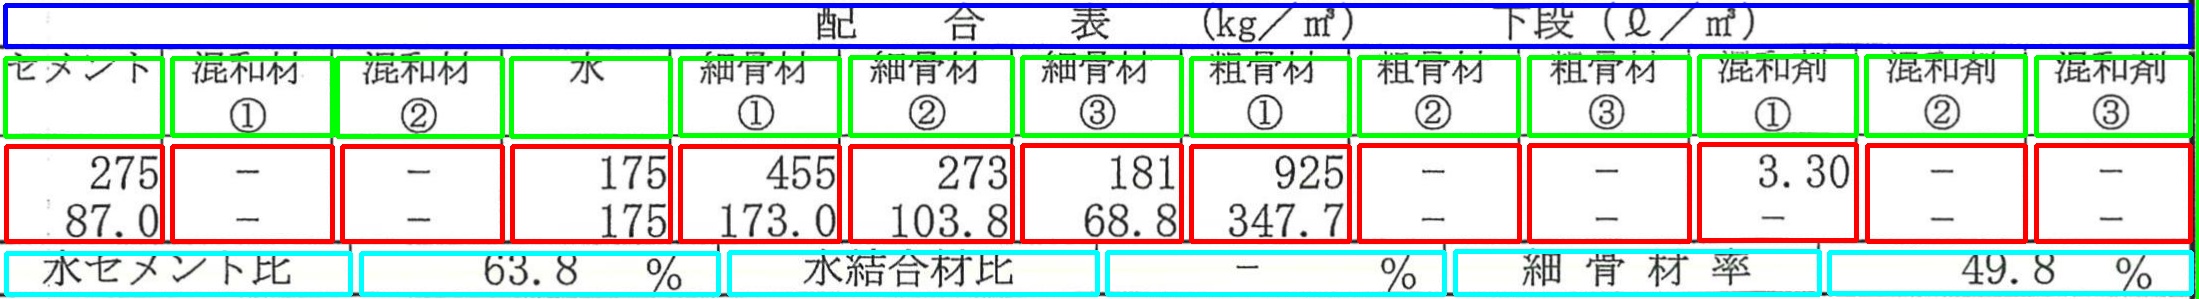 配 合 表 (kg/㎥) 下段(ℓ/㎥)
セメント 混和材 混和材 水 細骨材 細骨材 細骨材 粗骨材 粗骨材 粗骨材 混和剤 混和剤 混和剤
① ② ① ② ③ ① ② ③ ① ② ③
275 - - 175 455 273 181 925 - - 3.30 - -
87.0 - - 175 173.0 103.8 68.8 347.7 - - - - -
水セメント比 63.8 % 水結合材比 - % 細骨材率 49.8 %